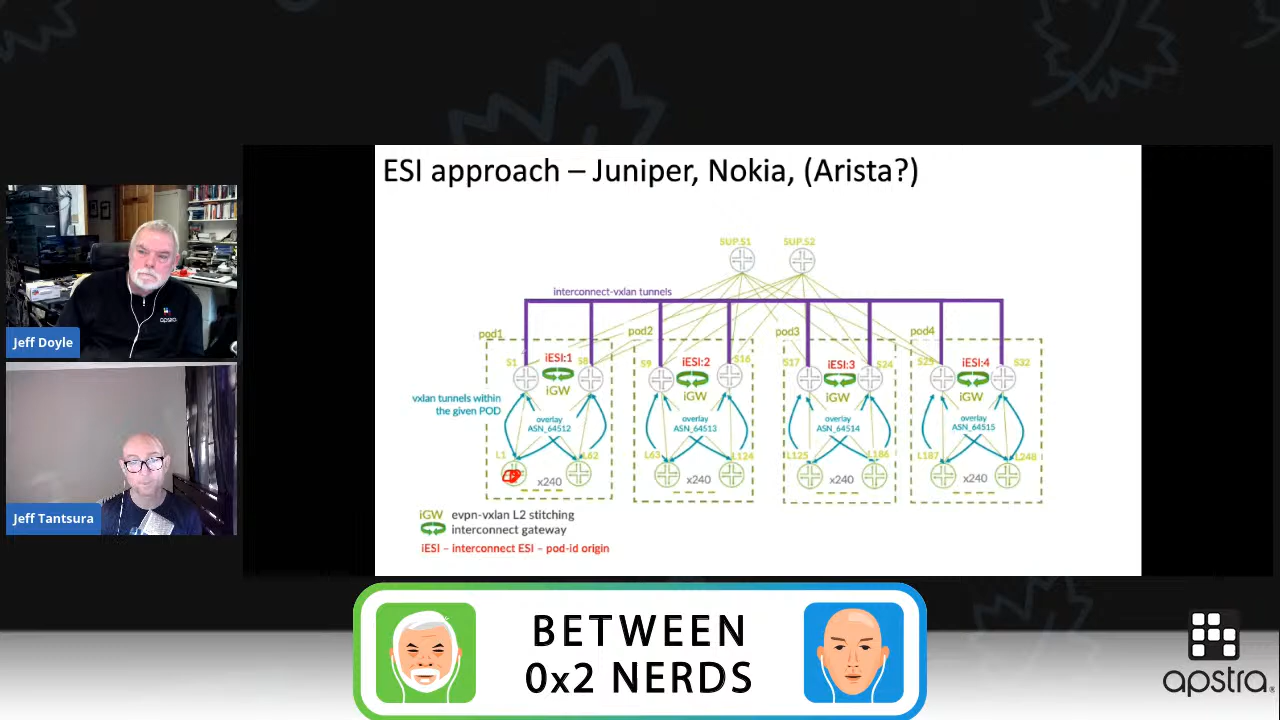 ESI approach – Juniper, Nokia, (Arista?)
SUP.S1
SUP.S2
interconnect-vxlan tunnels
pod1
pod2
pod3
pod4
S1
iESI:1
S8
iGW
S9
iESI:2
S16
iGW
S17
iESI:3
S24
iGW
S25
iESI:4
S32
iGW
vxlan tunnels within
the given POD
overlay
ASN_64512
overlay
ASN_64513
overlay
ASN_64514
overlay
ASN_64515
L1
L62
L63
L124
L125
L186
L187
L248
x240
x240
x240
x240
iGW evpn-vxlan L2 stitching
interconnect gateway
iESI – interconnect ESI – pod-id origin
apstra
Jeff Doyle
Jeff Tantsura
BETWEEN
0x2 NERDS
apstra